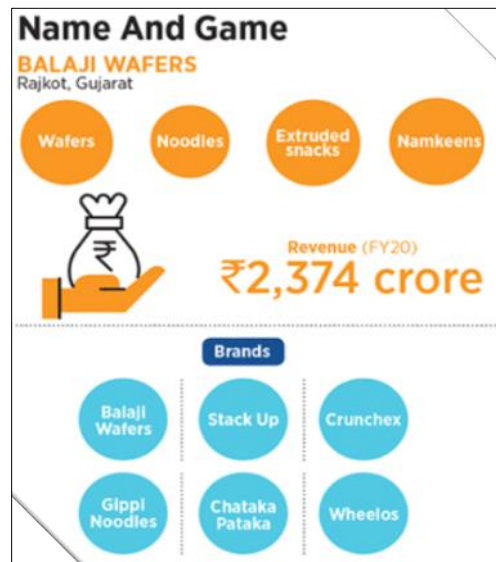 Name And Game
BALAJI WAFERS
Rajkot, Gujarat
Wafers
Noodles
Extruded
snacks
Namkeens
₹
Revenue (FY20)
₹2,374 crore
Brands
Balaji
Wafers
Stack Up
Crunchex
Gippi
Noodles
Chataka
Pataka
Wheelos